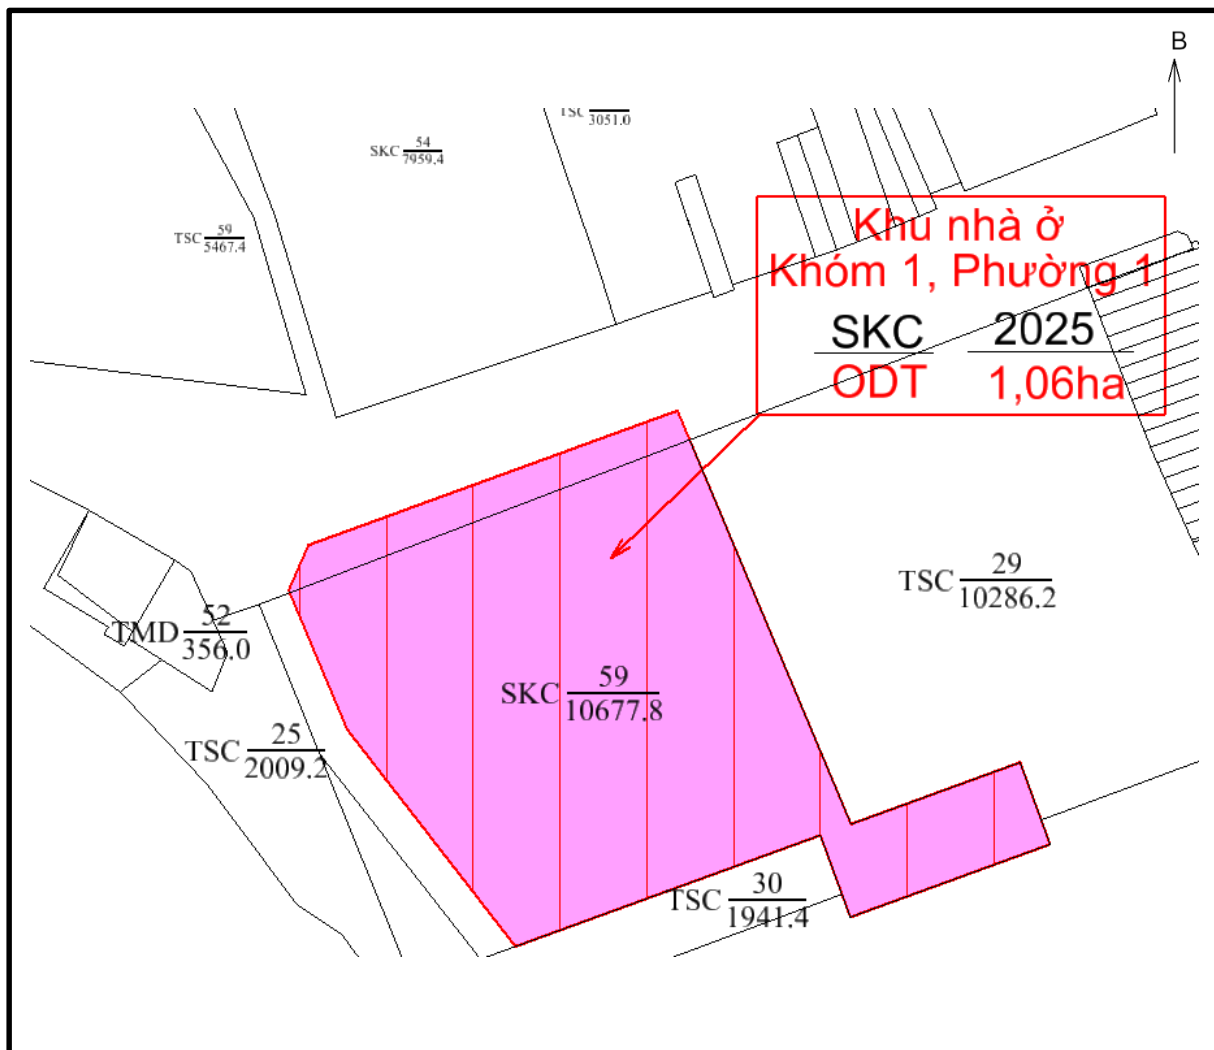 B
TSC 3051.0
54
SKC 7959.4
59
TSC 5467.4
Khu nhà ở
Khóm 1, Phường 1
SKC 2025
ODT 1,06ha
29
TSC 10286.2
52
TMD 356.0
59
SKC 10677.8
25
TSC 2009.2
30
TSC 1941.4